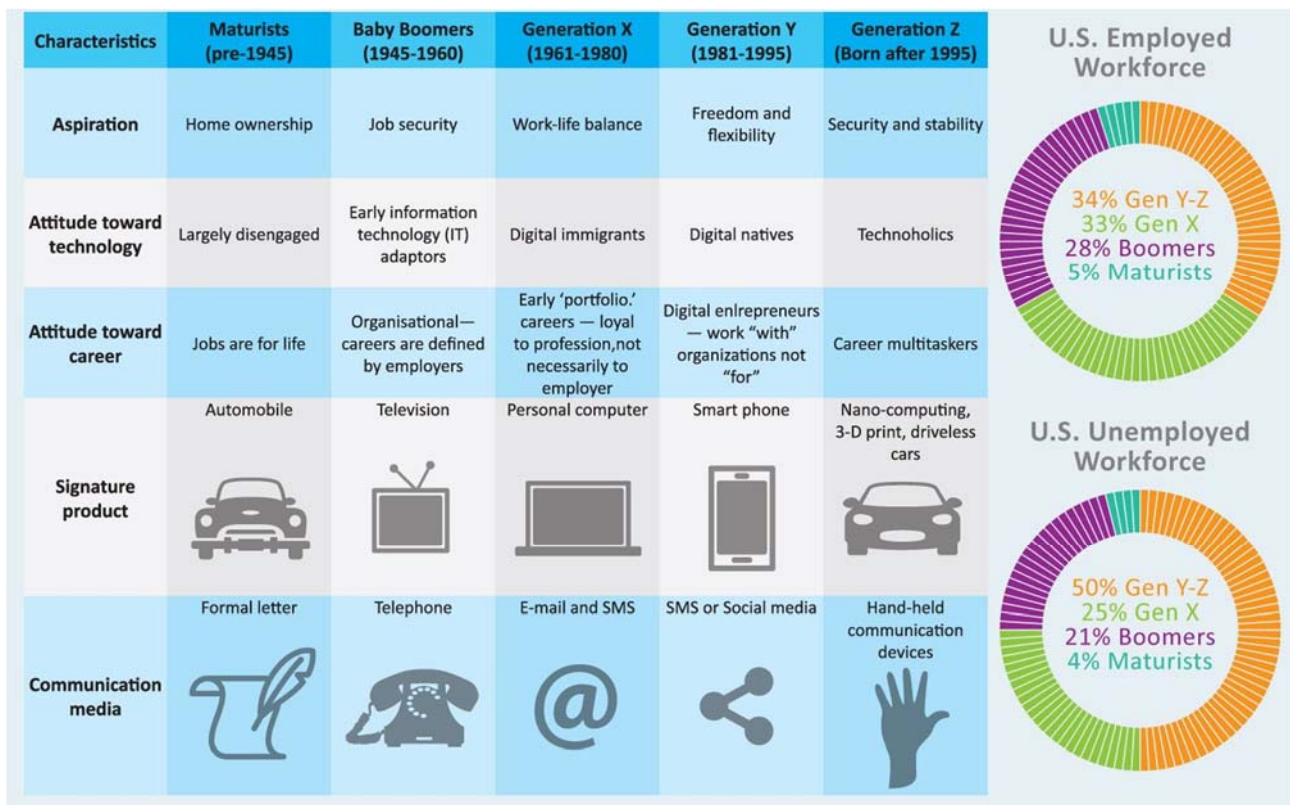 Characteristics
Maturists
(pre-1945)
Baby Boomers
(1945-1960)
Generation X
(1961-1980)
Generation Y
(1981-1995)
Generation Z
(Born after 1995)
Aspiration
Home ownership
Job security
Work-life balance
Freedom and
flexibility
Security and stability
Attitude toward
technology
Largely disengaged
Early information
technology (IT)
adaptors
Digital immigrants
Digital natives
Technoholics
Attitude toward
career
Jobs are for life
Organisational—
careers are defined
by employers
Early ‘portfolio.’
careers — loyal
to profession,not
necessarily to
employer
Digital enlrepreneurs
— work “with”
organizations not
“for”
Career multitaskers
Signature
product
Automobile
Television
Personal computer
Smart phone
Nano-computing,
3-D print, driveless
cars
Communication
media
Formal letter
Telephone
E-mail and SMS
@
SMS or Social media
Hand-held
communication
devices
U.S. Employed
Workforce
34% Gen Y-Z
33% Gen X
28% Boomers
5% Maturists
U.S. Unemployed
Workforce
50% Gen Y-Z
25% Gen X
21% Boomers
4% Maturists